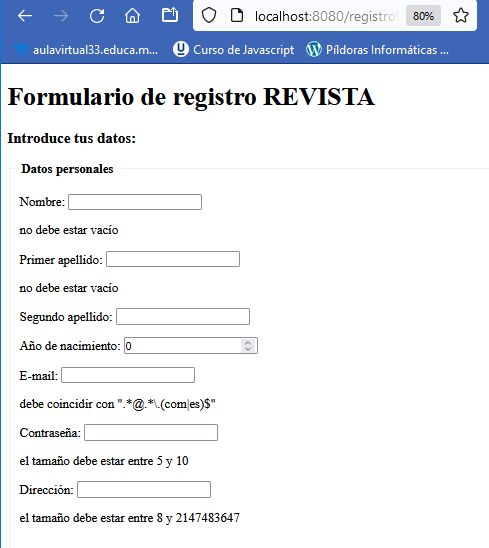 localhost:8080/registro
80%
aulavirtual33.educa.m...
Curso de Javascript
Píldoras Informáticas ...
Formulario de registro REVISTA
Introduce tus datos:
Datos personales
Nombre:
no debe estar vacío
Primer apellido:
no debe estar vacío
Segundo apellido:
Año de nacimiento: 0
E-mail:
debe coincidir con ".*@.*\.(com|es)$"
Contraseña:
el tamaño debe estar entre 5 y 10
Dirección:
el tamaño debe estar entre 8 y 2147483647